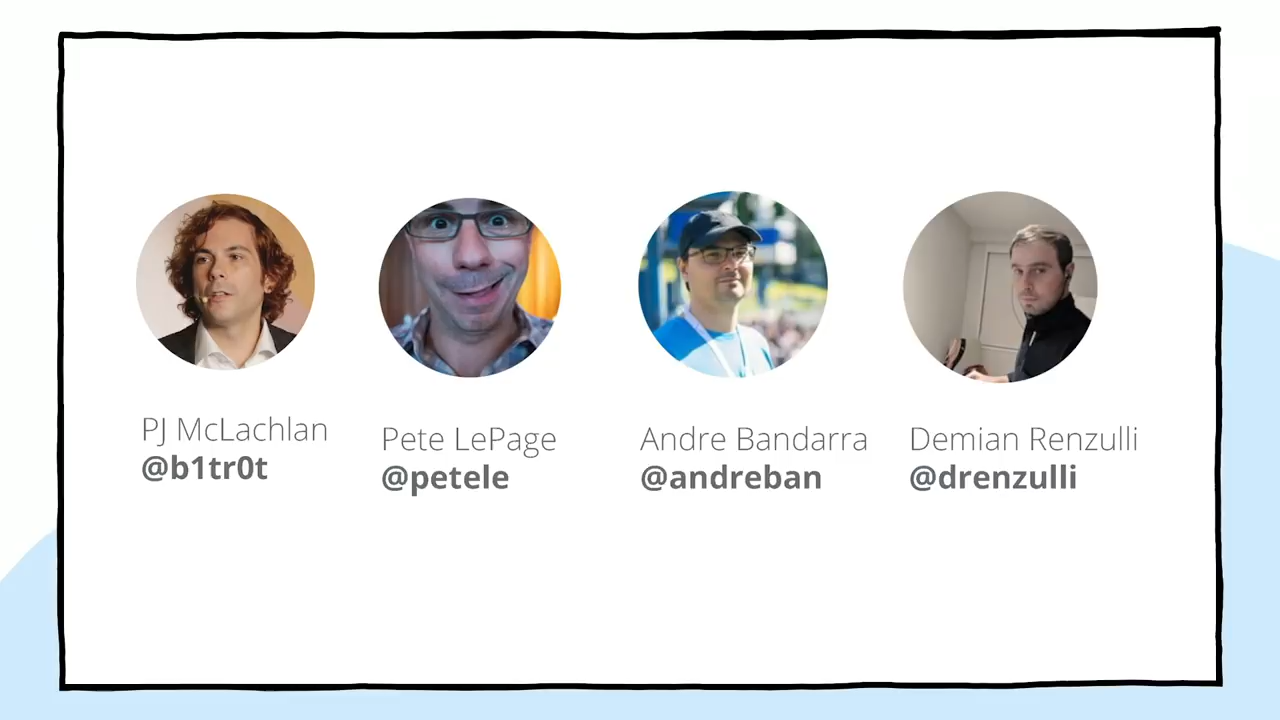 PJ McLachlan
@b1tr0t
Pete LePage
@petele
Andre Bandarra
@andreban
Demian Renzulli
@drenzulli